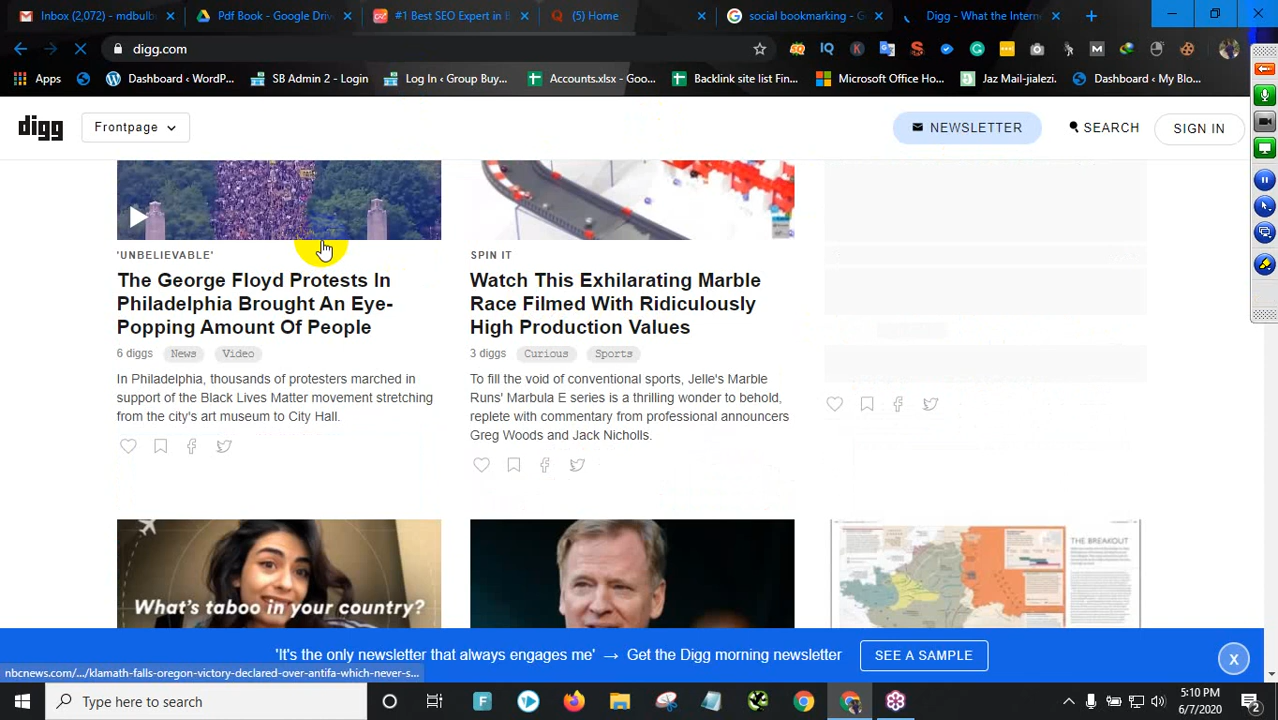 Inbox (2,072) - mdbulb
Pdf Book - Google Driv
#1 Best SEO Expert in B
(5) Home
social bookmarking - G
Digg - What the Intern
digg.com
Apps
Dashboard ‹ WordP...
SB Admin 2 - Login
Log In ‹ Group Buy...
Accounts.xlsx - Goo...
Backlink site list Fin...
Microsoft Office Ho...
Jaz Mail-jialezi.
Dashboard ‹ My Blo...
digg
Frontpage
NEWSLETTER
SEARCH
SIGN IN
'UNBELIEVABLE'
The George Floyd Protests In
Philadelphia Brought An Eye-
Popping Amount Of People
6 diggs News Video
In Philadelphia, thousands of protesters marched in
support of the Black Lives Matter movement stretching
from the city's art museum to City Hall.
SPIN IT
Watch This Exhilarating Marble
Race Filmed With Ridiculously
High Production Values
3 diggs Curious Sports
To fill the void of conventional sports, Jelle's Marble
Runs' Marbula E series is a thrilling wonder to behold,
replete with commentary from professional announcers
Greg Woods and Jack Nicholls.
What's taboo in your country?
THE BREAKOUT
'It's the only newsletter that always engages me' → Get the Digg morning newsletter
SEE A SAMPLE
X
nbcnews.com/.../klamath-falls-oregon-victory-declared-over-antifa-which-never-s...
Type here to search
5:10 PM
6/7/2020
2